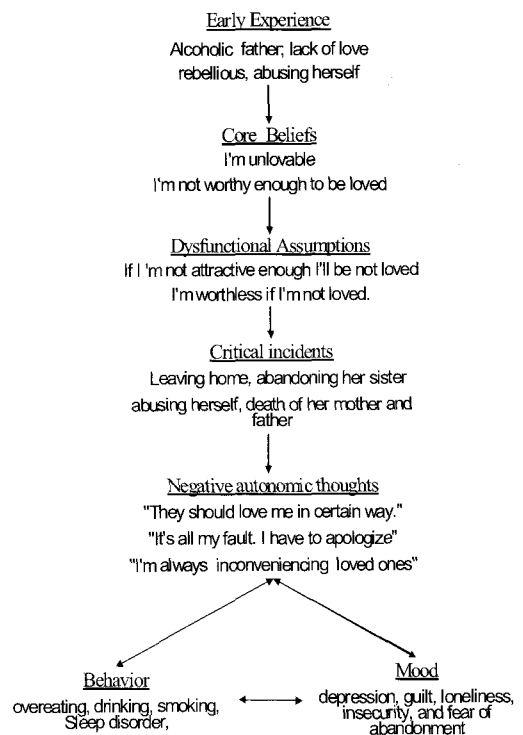 Early Experience
Alcoholic father, lack of love
rebellious, abusing herself
Core Beliefs
I'm unlovable
I'm not worthy enough to be loved
Dysfunctional Assumptions
If I 'm not attractive enough I'll be not loved
I'm worthless if I'm not loved.
Critical incidents
Leaving home, abandoning her sister
abusing herself, death of her mother and
father
Negative autonomic thoughts
"They should love me in certain way."
"It's all my fault. I have to apologize"
"I'm always inconveniencing loved ones"
Behavior
overeating, drinking, smoking,
Sleep disorder,
Mood
depression, guilt, loneliness,
insecurity, and fear of
abandonment